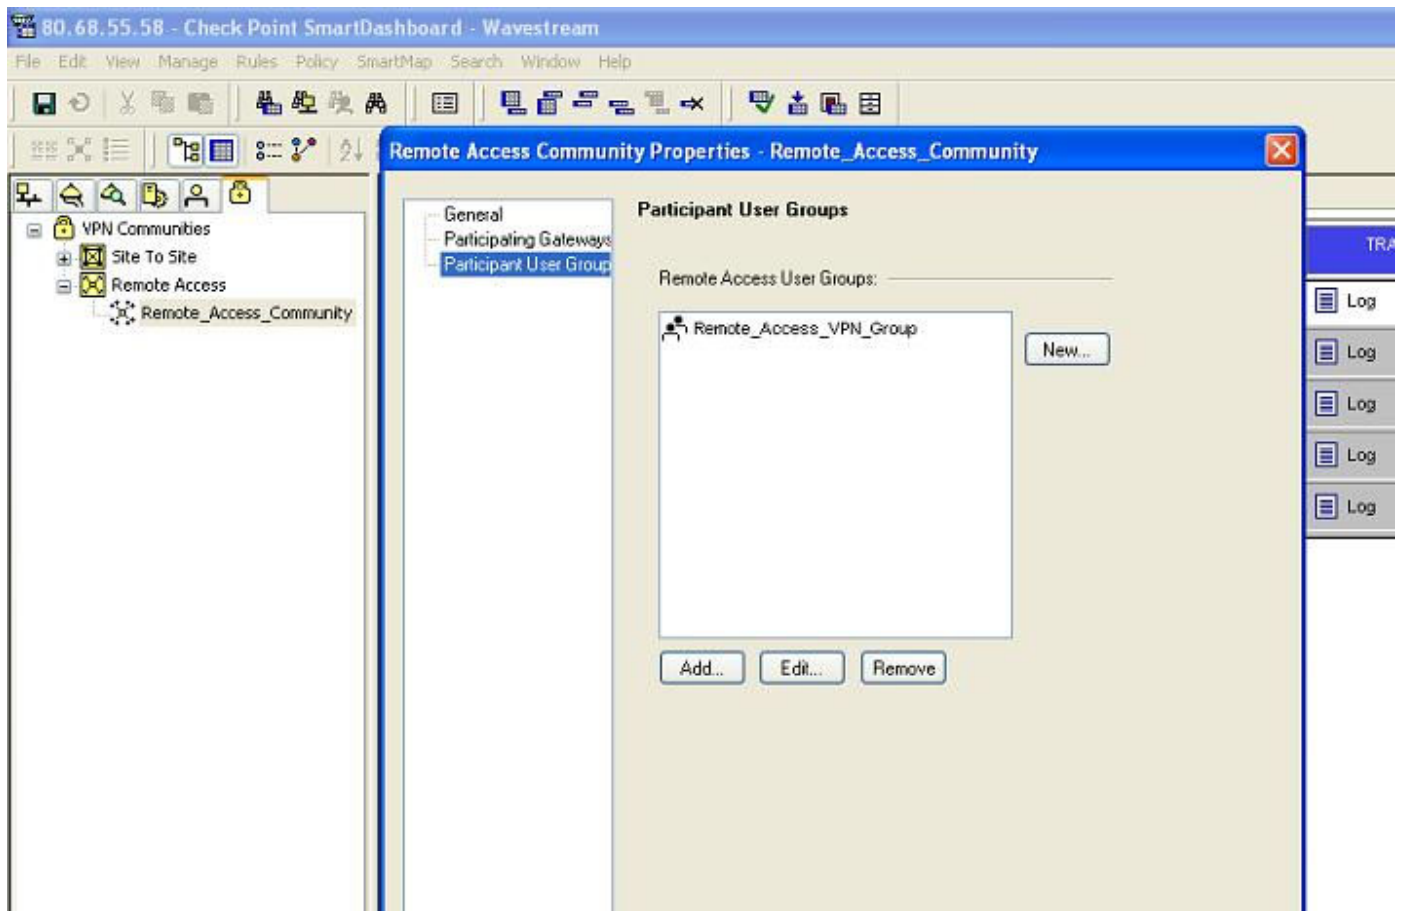 80.68.55.58 - Check Point SmartDashboard - Wavestream
File Edit View Manage Rules Policy SmartMap Search Window Help
Remote Access Community Properties - Remote_Access_Community
VPN Communities
Site To Site
Remote Access
Remote_Access_Community
General
Participating Gateways
Participant User Group
Participant User Groups
Remote Access User Groups:
Remote_Access_VPN_Group
New...
Add... Edit... Remove
TRA
Log
Log
Log
Log
Log